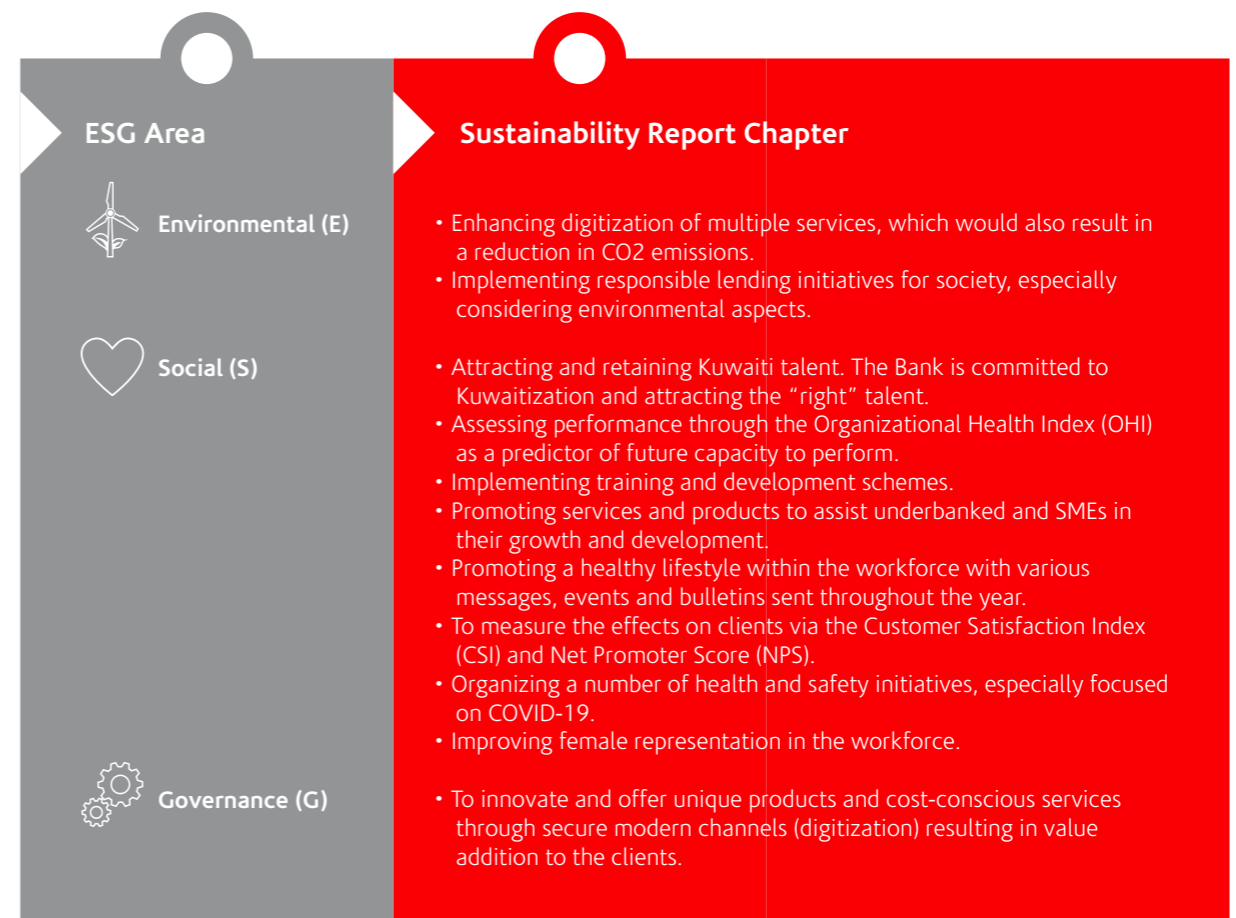 ESG Area
Sustainability Report Chapter
Environmental (E)
• Enhancing digitization of multiple services, which would also result in
a reduction in CO2 emissions.
• Implementing responsible lending initiatives for society, especially
considering environmental aspects.
Social (S)
• Attracting and retaining Kuwaiti talent. The Bank is committed to
Kuwaitization and attracting the “right” talent.
• Assessing performance through the Organizational Health Index (OHI)
as a predictor of future capacity to perform.
• Implementing training and development schemes.
• Promoting services and products to assist underbanked and SMEs in
their growth and development.
• Promoting a healthy lifestyle within the workforce with various
messages, events and bulletins sent throughout the year.
• To measure the effects on clients via the Customer Satisfaction Index
(CSI) and Net Promoter Score (NPS).
• Organizing a number of health and safety initiatives, especially focused
on COVID-19.
• Improving female representation in the workforce.
Governance (G)
• To innovate and offer unique products and cost-conscious services
through secure modern channels (digitization) resulting in value
addition to the clients.